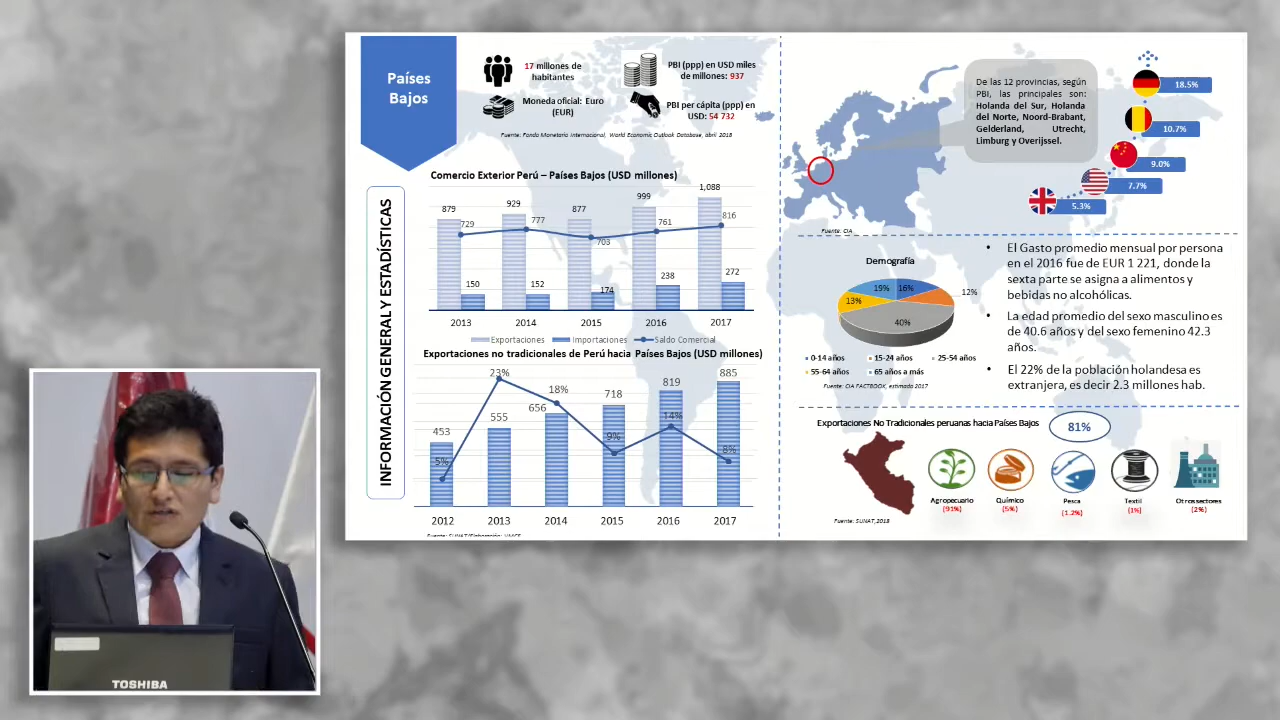 Países
Bajos
17 millones de
habitantes
Moneda oficial: Euro
(EUR)
PBI (ppp) en USD miles
de millones: 937
PBI per cápita (ppp) en
USD: 54 732
Fuente: Fondo Monetario Internacional, World Economic Outlook Database, abril 2018
INFORMACIÓN GENERAL Y ESTADÍSTICAS
Comercio Exterior Perú – Países Bajos (USD millones)
879
929
877
999
1,088
729
777
703
761
816
150
152
174
238
272
2013
2014
2015
2016
2017
Exportaciones
Importaciones
Saldo Comercial
Exportaciones no tradicionales de Perú hacia Países Bajos (USD millones)
453
555
656
718
819
885
5%
23%
18%
9%
14%
8%
2012
2013
2014
2015
2016
2017
Fuente: SUNAT/Elaboración:
De las 12 provincias, según
PBI, las principales son:
Holanda del Sur, Holanda
del Norte, Noord-Brabant,
Gelderland, Utrecht,
Limburg y Overijssel.
18.5%
10.7%
9.0%
7.7%
5.3%
Fuente: CIA
Demografía
19%
16%
12%
13%
40%
0-14 años
15-24 años
25-54 años
55-64 años
65 años a más
Fuente: CIA FACTBOOK, estimado 2017
• El Gasto promedio mensual por persona
en el 2016 fue de EUR 1 221, donde la
sexta parte se asigna a alimentos y
bebidas no alcohólicas.
• La edad promedio del sexo masculino es
de 40.6 años y del sexo femenino 42.3
años.
• El 22% de la población holandesa es
extranjera, es decir 2.3 millones hab.
Exportaciones No Tradicionales peruanas hacia Países Bajos
81%
Agropecuario
(91%)
Químico
(5%)
Pesca
(1.2%)
Textil
(1%)
Otros sectores
(2%)
Fuente: SUNAT, 2018
TOSHIBA